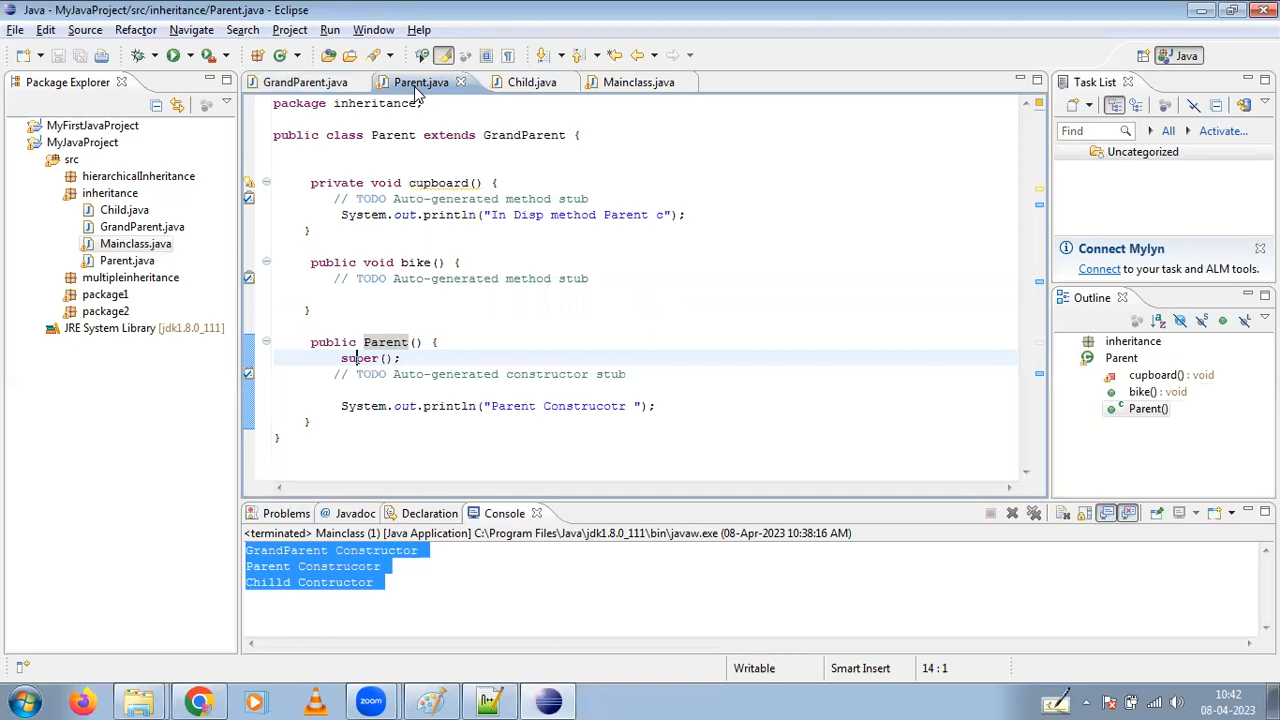 Java - MyJavaProject/src/inheritance/Parent.java - Eclipse
File Edit Source Refactor Navigate Search Project Run Window Help
Java
Package Explorer
MyFirstJavaProject
MyJavaProject
src
hierarchicalInheritance
inheritance
Child.java
GrandParent.java
Mainclass.java
Parent.java
multipleinheritance
package1
package2
JRE System Library [jdk1.8.0_111]
GrandParent.java Parent.java Child.java Mainclass.java
package inheritance;
public class Parent extends GrandParent {
private void cupboard() {
// TODO Auto-generated method stub
System.out.println("In Disp method Parent c");
}
public void bike() {
// TODO Auto-generated method stub
}
public Parent() {
super();
// TODO Auto-generated constructor stub
System.out.println("Parent Construcotr ");
}
}
Task List
Find All Activate...
Uncategorized
Connect Mylyn
Connect to your task and ALM tools.
Outline
inheritance
Parent
cupboard() : void
bike() : void
Parent()
Problems Javadoc Declaration Console
<terminated> Mainclass (1) [Java Application] C:\Program Files\Java\jdk1.8.0_111\bin\javaw.exe (08-Apr-2023 10:38:16 AM)
GrandParent Constructor
Parent Construcotr
Chilld Contructor
Writable Smart Insert 14 : 1
zoom
10:42
08-04-2023